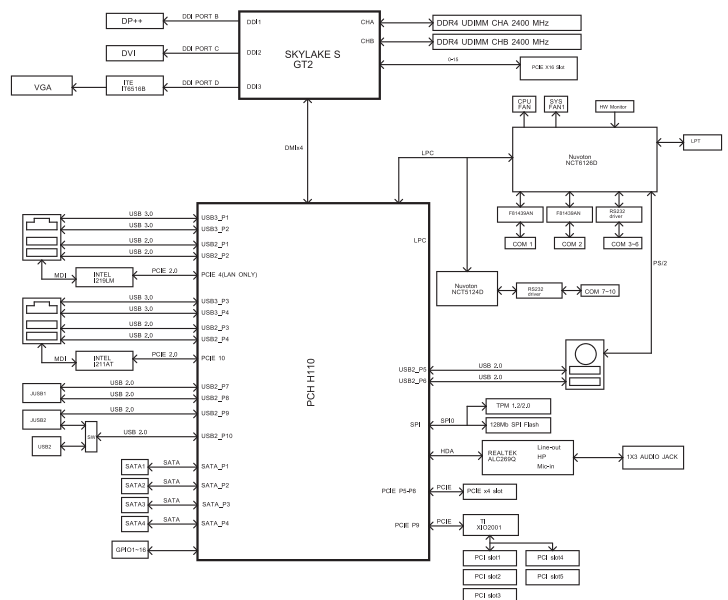 DP++
DDI PORT B
DDI1
DVI
DDI PORT C
DDI2
VGA
ITE
IT6516B
DDI PORT D
DDI3
SKYLAKE S
GT2
CHA
CHB
DDR4 UDIMM CHA 2400 MHz
DDR4 UDIMM CHB 2400 MHz
0-15
PCIE X16 Slot
CPU
FAN
SYS
FAN1
HW Monitor
DMIx4
LPC
Nuvoton
NCT6126D
LPT
F81439AN
F81439AN
RS232
driver
COM 1
COM 2
COM 3~6
PS/2
Nuvoton
NCT5124D
RS232
driver
COM 7~10
PCH H110
LPC
USB 3.0
USB3_P1
USB 3.0
USB3_P2
USB 2.0
USB2_P1
USB 2.0
USB2_P2
MDI
INTEL
I219LM
PCIE 2.0
PCIE 4(LAN ONLY)
USB 3.0
USB3_P3
USB 3.0
USB3_P4
USB 2.0
USB2_P3
USB 2.0
USB2_P4
MDI
INTEL
I211AT
PCIE 2.0
PCIE 10
JUSB1
USB 2.0
USB2_P7
USB 2.0
USB2_P8
JUSB2
USB 2.0
USB2_P9
USB2
SW
USB 2.0
USB2_P10
SATA1
SATA
SATA_P1
SATA2
SATA
SATA_P2
SATA3
SATA
SATA_P3
SATA4
SATA
SATA_P4
GPIO1~16
USB2_P5
USB 2.0
USB2_P6
USB 2.0
SPI
SPI0
TPM 1.2/2.0
128Mb SPI Flash
HDA
REALTEK
ALC269Q
Line-out
HP
Mic-in
1X3 AUDIO JACK
PCIE P5-P8
PCIE
PCIE x4 slot
PCIE P9
PCIE
TI
XIO2001
PCI slot1
PCI slot4
PCI slot2
PCI slot5
PCI slot3